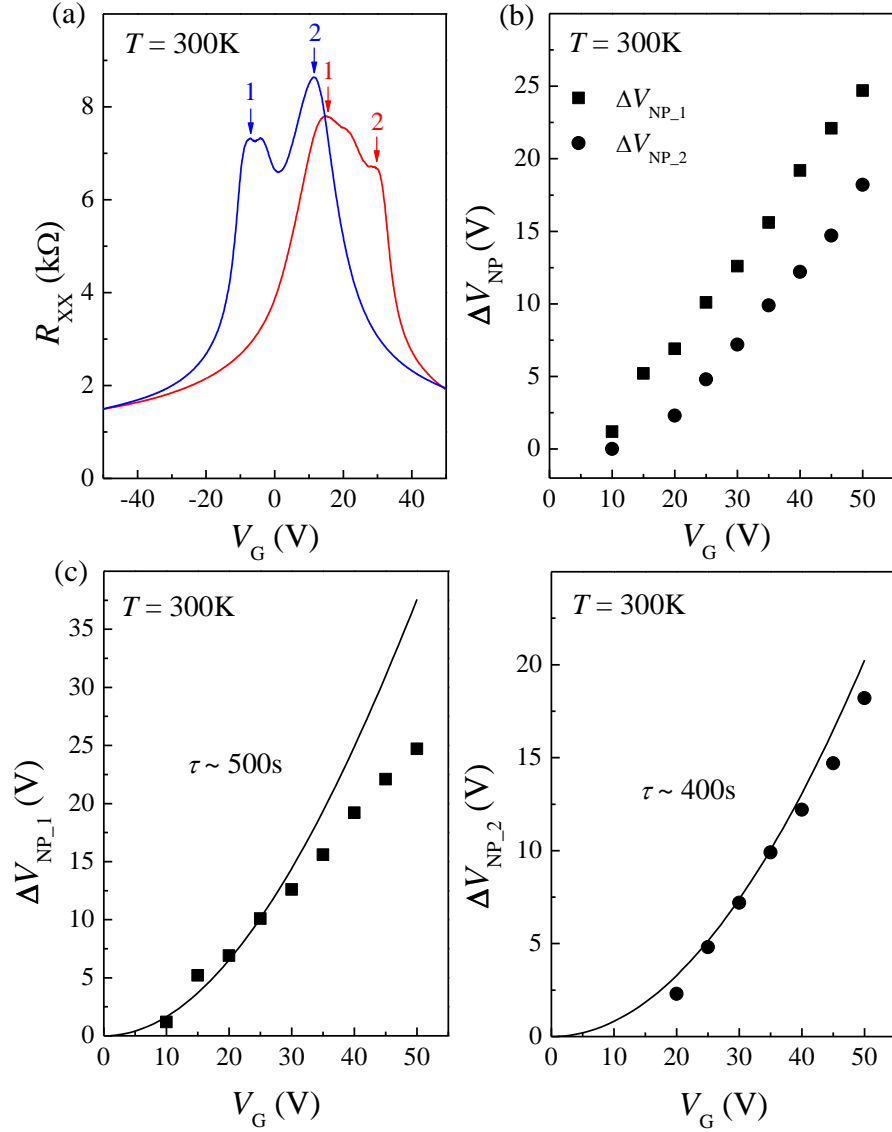 (a)
T = 300K
1
2
1
2
R_XX (kΩ)
0
2
4
6
8
10
-40
-20
0
20
40
V_G (V)
T = 300K
ΔV_NP_1
ΔV_NP_2
ΔV_NP (V)
0
5
10
15
20
25
0
10
20
30
40
50
V_G (V)
(b)
(c)
T = 300K
τ ~ 500s
ΔV_NP_1 (V)
0
5
10
15
20
25
30
35
0
10
20
30
40
50
V_G (V)
T = 300K
τ ~ 400s
ΔV_NP_2 (V)
0
5
10
15
20
0
10
20
30
40
50
V_G (V)